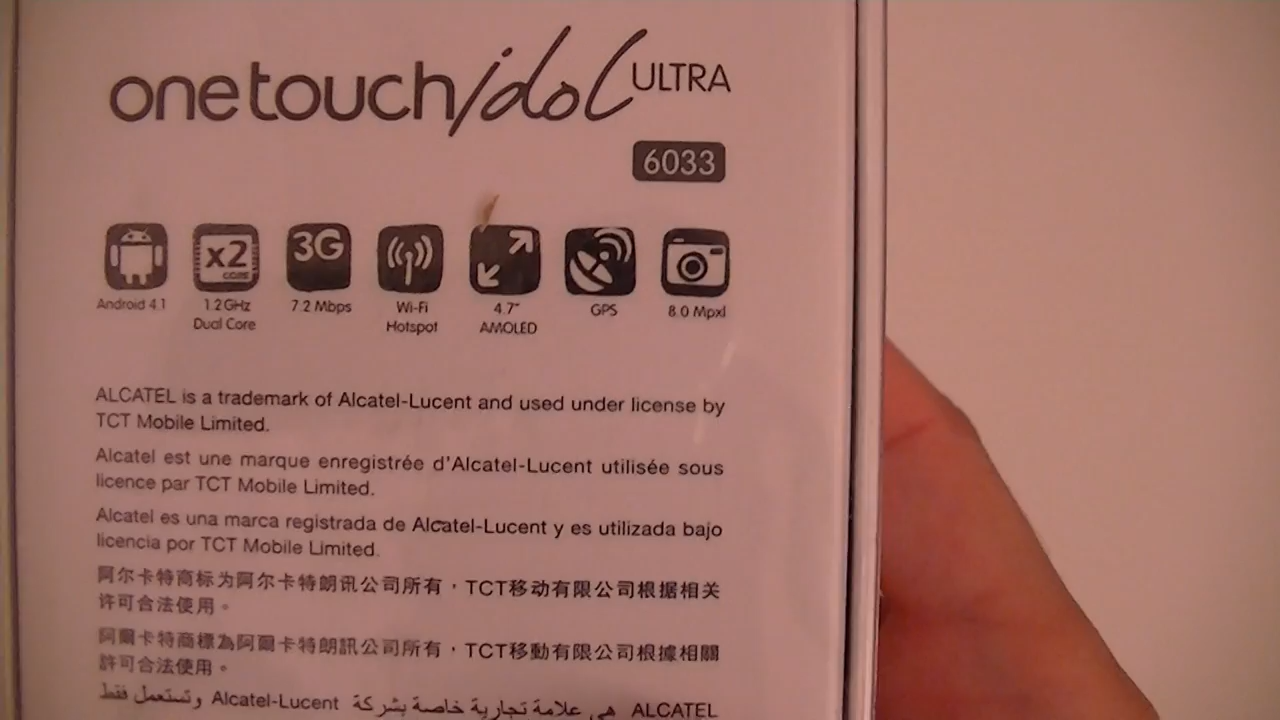 onetouch idol ULTRA
6033
3G
x2
CORE
Android 4.1
1.2GHz
Dual Core
7.2 Mbps
Wi-Fi
Hotspot
4.7"
AMOLED
GPS
8.0 Mpxl
ALCATEL is a trademark of Alcatel-Lucent and used under license by
TCT Mobile Limited.
Alcatel est une marque enregistrée d'Alcatel-Lucent utilisée sous
licence par TCT Mobile Limited.
Alcatel es una marca registrada de Alcatel-Lucent y es utilizada bajo
licencia por TCT Mobile Limited.
阿尔卡特商标为阿尔卡特朗讯公司所有，TCT移动有限公司根据相关
许可合法使用。
阿爾卡特商標為阿爾卡特朗訊公司所有，TCT移動有限公司根據相關
許可合法使用。
ALCATEL هي علامة تجارية خاصة بشركة Alcatel-Lucent وتستعمل فقط